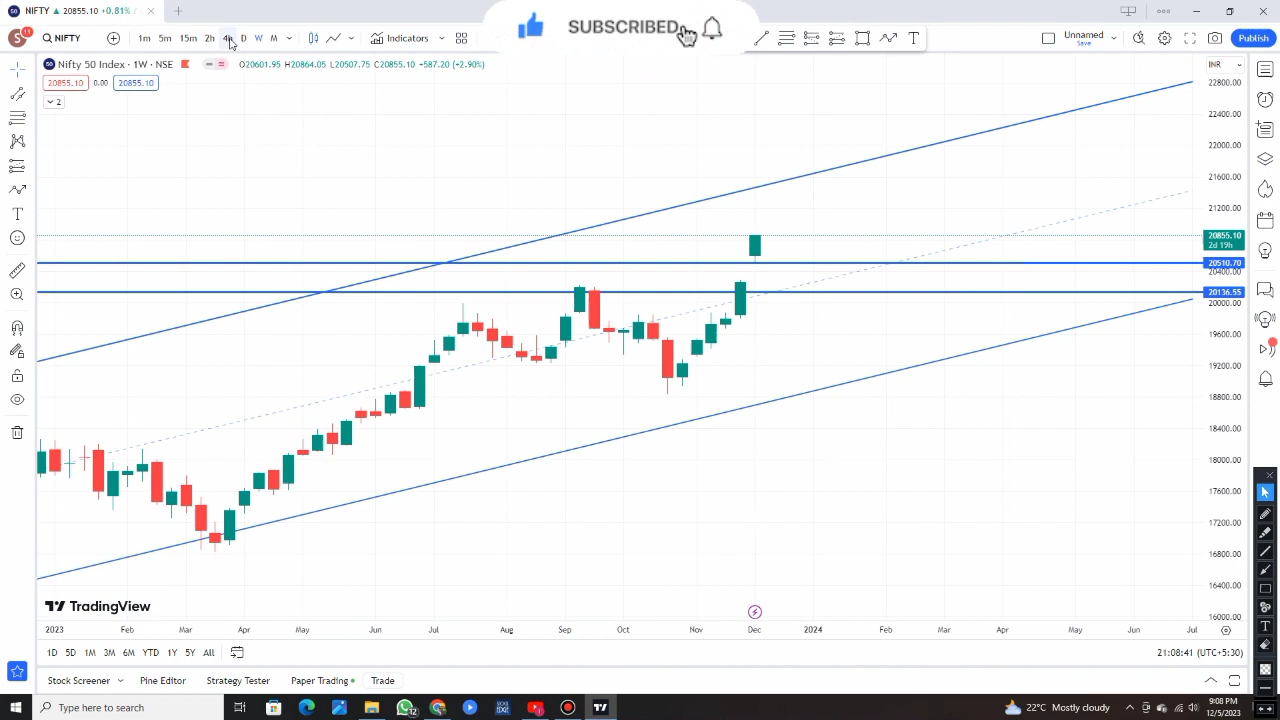 NIFTY ▲ 20855.10 +0.81%
SUBSCRIBED
S 11 NIFTY 1m 5m 15m 2h 4h D W M Indicators T Unnamed Save Publish
50 Nifty 50 Index · 1W · NSE O20601.95 H20864.05 L20507.75 C20855.10 +587.20 (+2.90%) INR
20855.10 0.00 20855.10
2
22800.00
22400.00
22000.00
21600.00
21200.00
20855.10
2d 19h
20510.70
20400.00
20136.55
20000.00
19600.00
19200.00
18800.00
18400.00
18000.00
17600.00
17200.00
16800.00
16400.00
16000.00
TradingView
2023 Feb Mar Apr May Jun Jul Aug Sep Oct Nov Dec 2024 Feb Mar Apr May Jun Jul
1D 5D 1M 3M 6M YTD 1Y 5Y All 21:08:41 (UTC+5:30)
Stock Screener Pine Editor Strategy Tester Paper Trading Trade
Type here to search 12 22°C Mostly cloudy 9:08 PM
12/5/2023